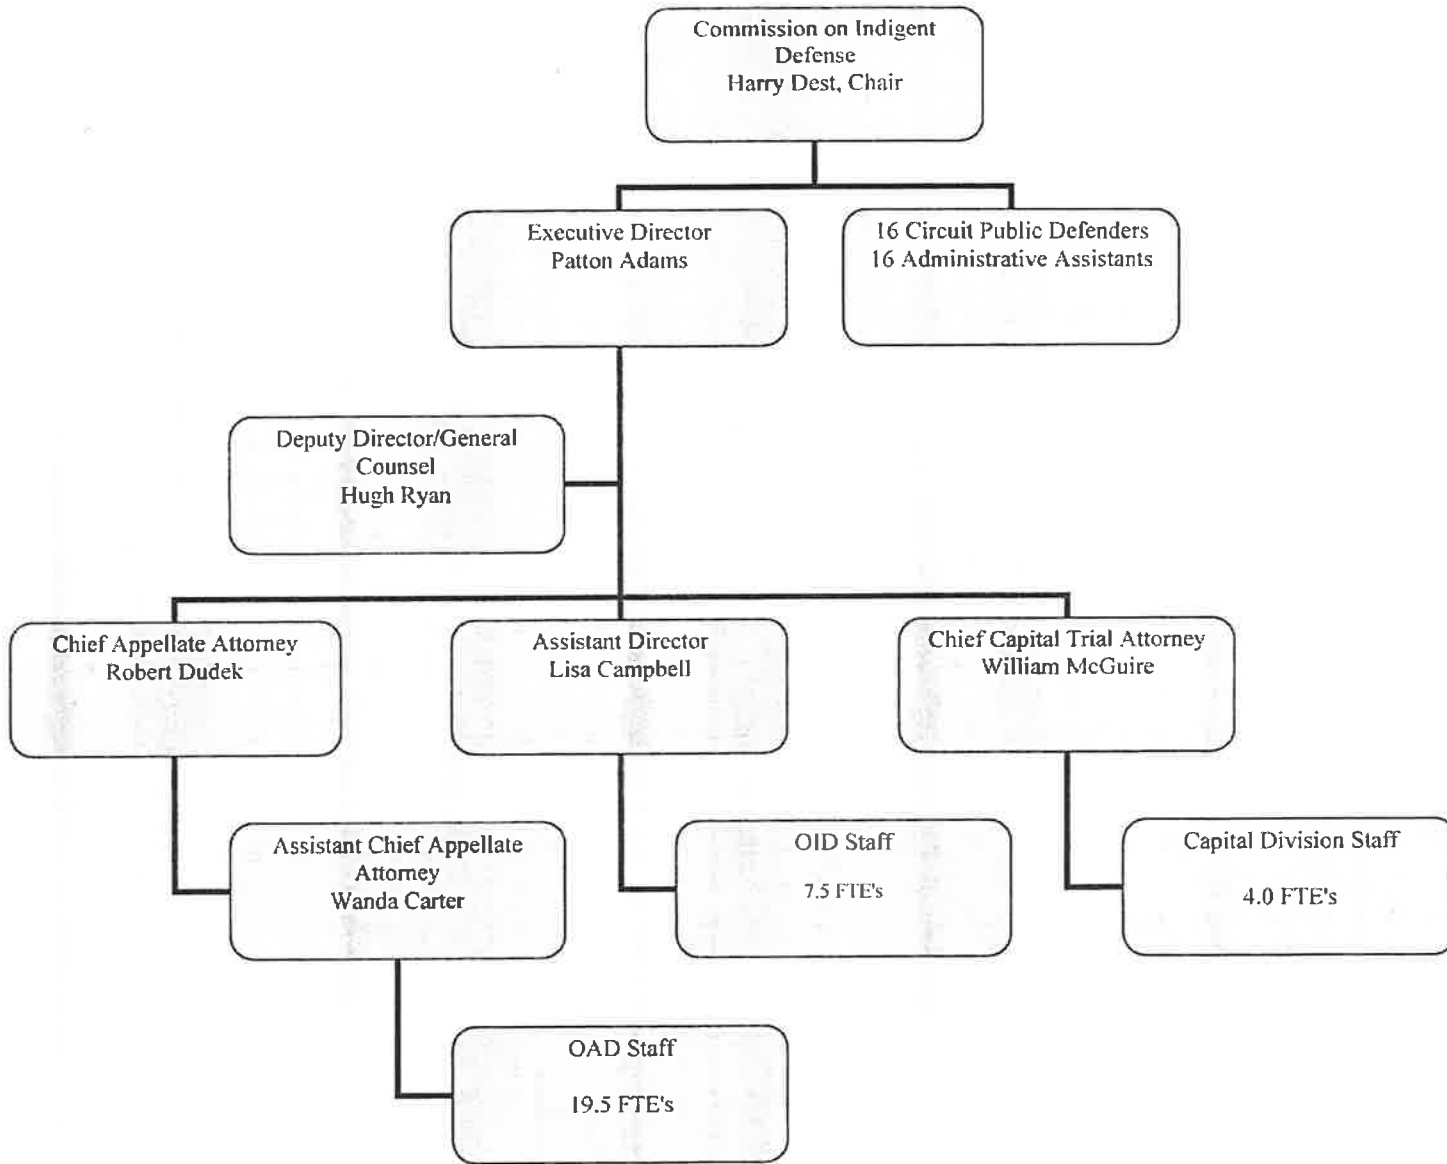 Commission on Indigent
Defense
Harry Dest, Chair
Executive Director
Patton Adams
16 Circuit Public Defenders
16 Administrative Assistants
Deputy Director/General
Counsel
Hugh Ryan
Chief Appellate Attorney
Robert Dudek
Assistant Director
Lisa Campbell
Chief Capital Trial Attorney
William McGuire
Assistant Chief Appellate
Attorney
Wanda Carter
OID Staff
7.5 FTE's
Capital Division Staff
4.0 FTE's
OAD Staff
19.5 FTE's